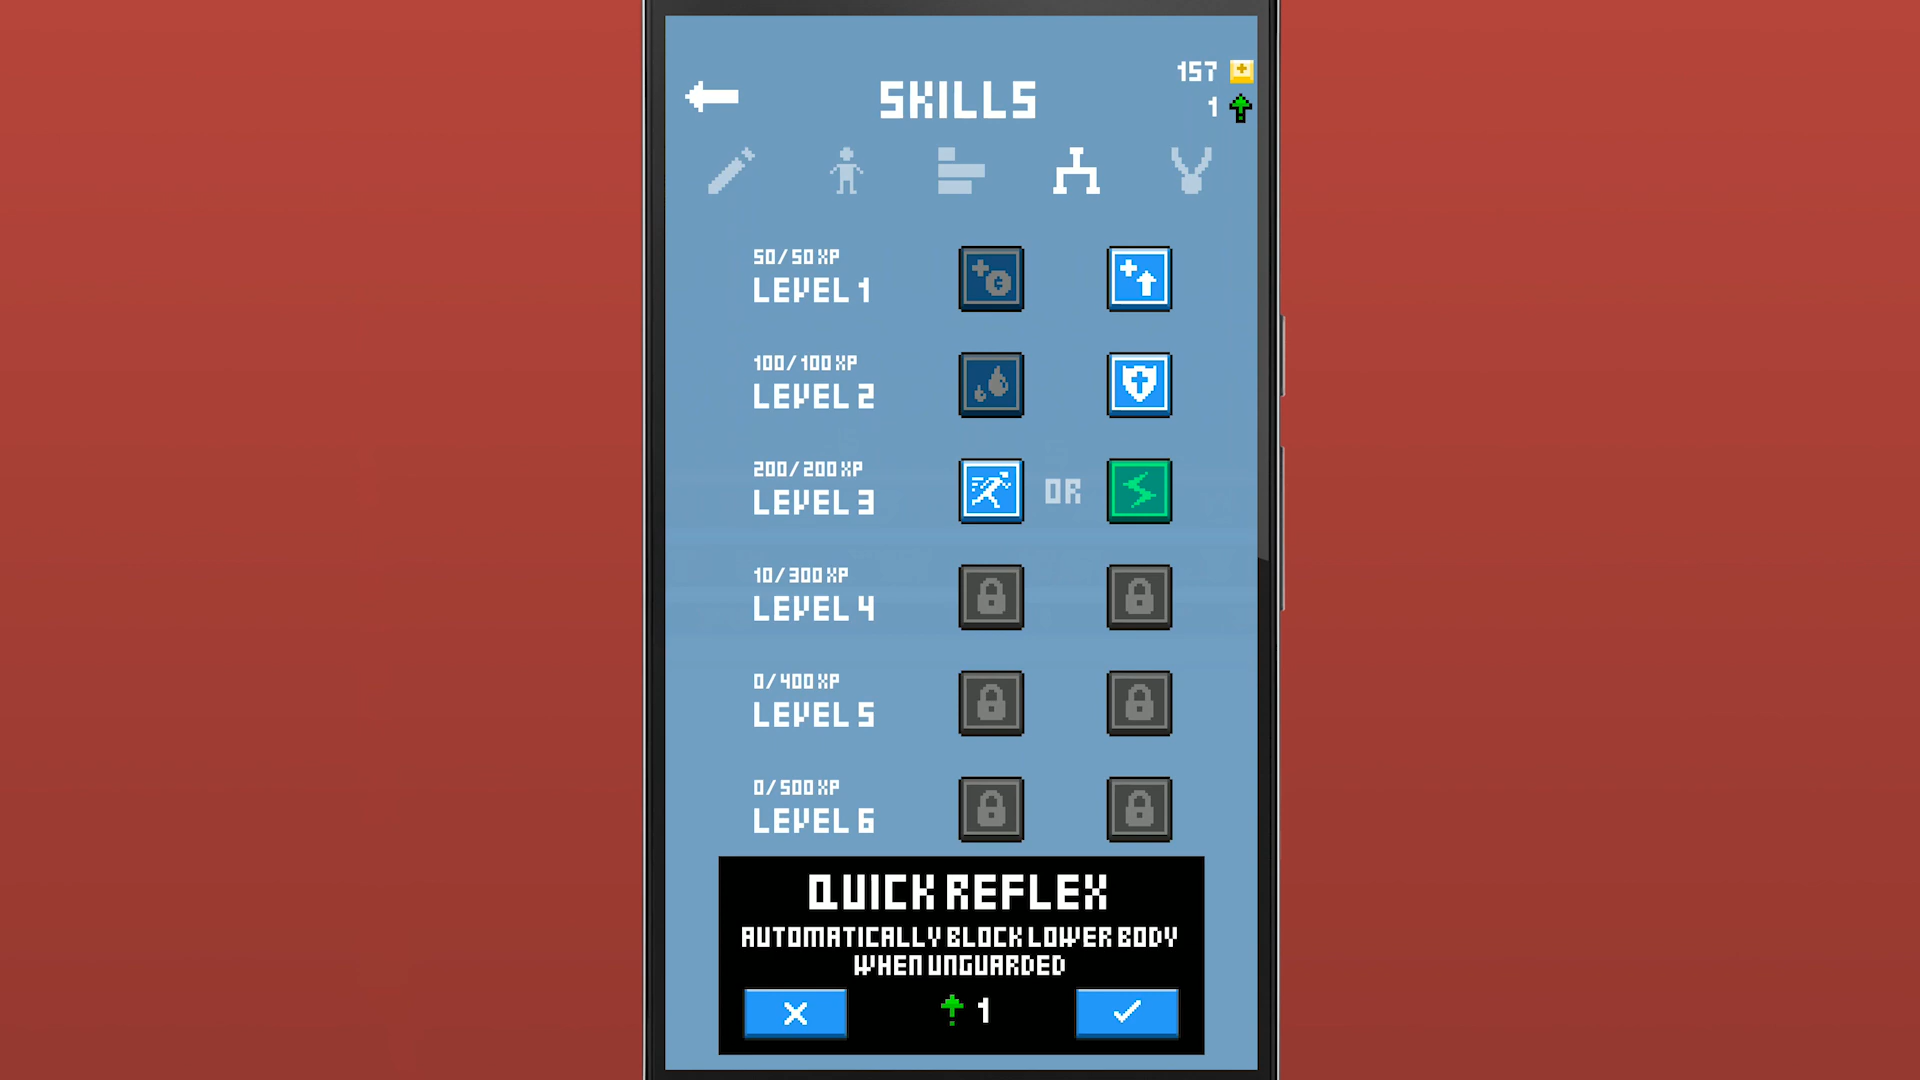 157
SKILLS
1
50/50 XP
LEVEL 1
100/100 XP
LEVEL 2
200/200 XP
LEVEL 3
OR
10/300 XP
LEVEL 4
0/400 XP
LEVEL 5
0/500 XP
LEVEL 6
QUICK REFLEX
AUTOMATICALLY BLOCK LOWER BODY
WHEN UNGUARDED
1